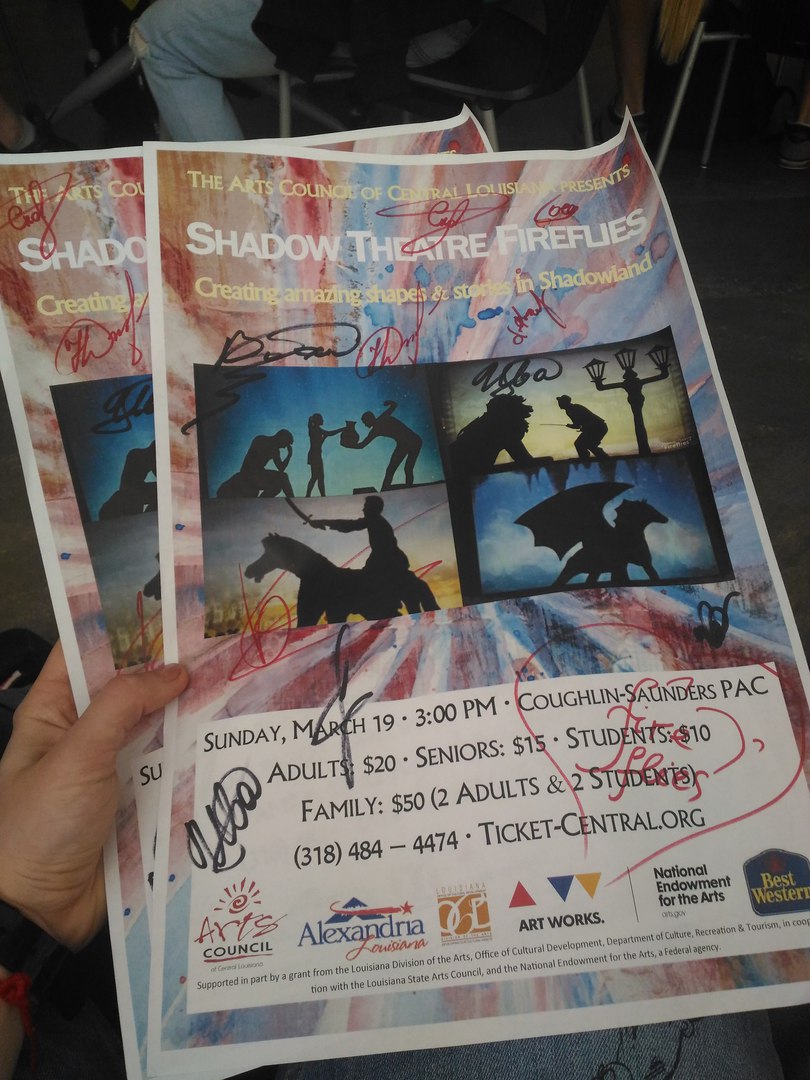 THE ARTS COU
SHADO
Creating a
SU
THE ARTS COUNCIL OF CENTRAL LOUISIANA PRESENTS
SHADOW THEATRE FIREFLIES
Creating amazing shapes & stories in Shadowland
Fireflies
SUNDAY, MARCH 19 · 3:00 PM · COUGHLIN-SAUNDERS PAC
ADULTS: $20 · SENIORS: $15 · STUDENTS: $10
FAMILY: $50 (2 ADULTS & 2 STUDENTS)
(318) 484 – 4474 · TICKET-CENTRAL.ORG
Fire
flies
Arts
COUNCIL
of Central Louisiana
Alexandria
Louisiana
LOUISIANA
ART WORKS.
National
Endowment
for the Arts
arts.gov
Best
Western
Supported in part by a grant from the Louisiana Division of the Arts, Office of Cultural Development, Department of Culture, Recreation & Tourism, in coop
tion with the Louisiana State Arts Council, and the National Endowment for the Arts, a Federal agency.